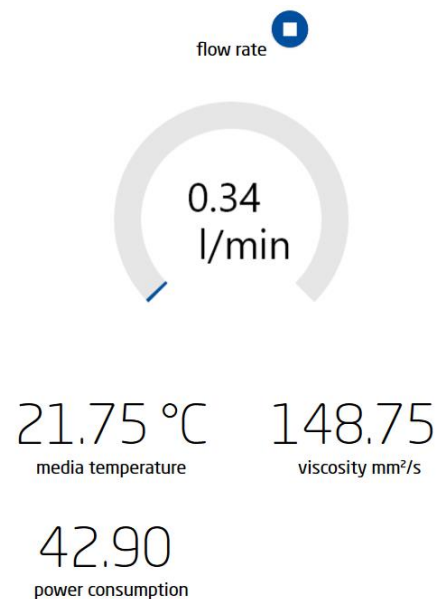 flow rate
0.34
l/min
21.75 °C
media temperature
148.75
viscosity mm²/s
42.90
power consumption